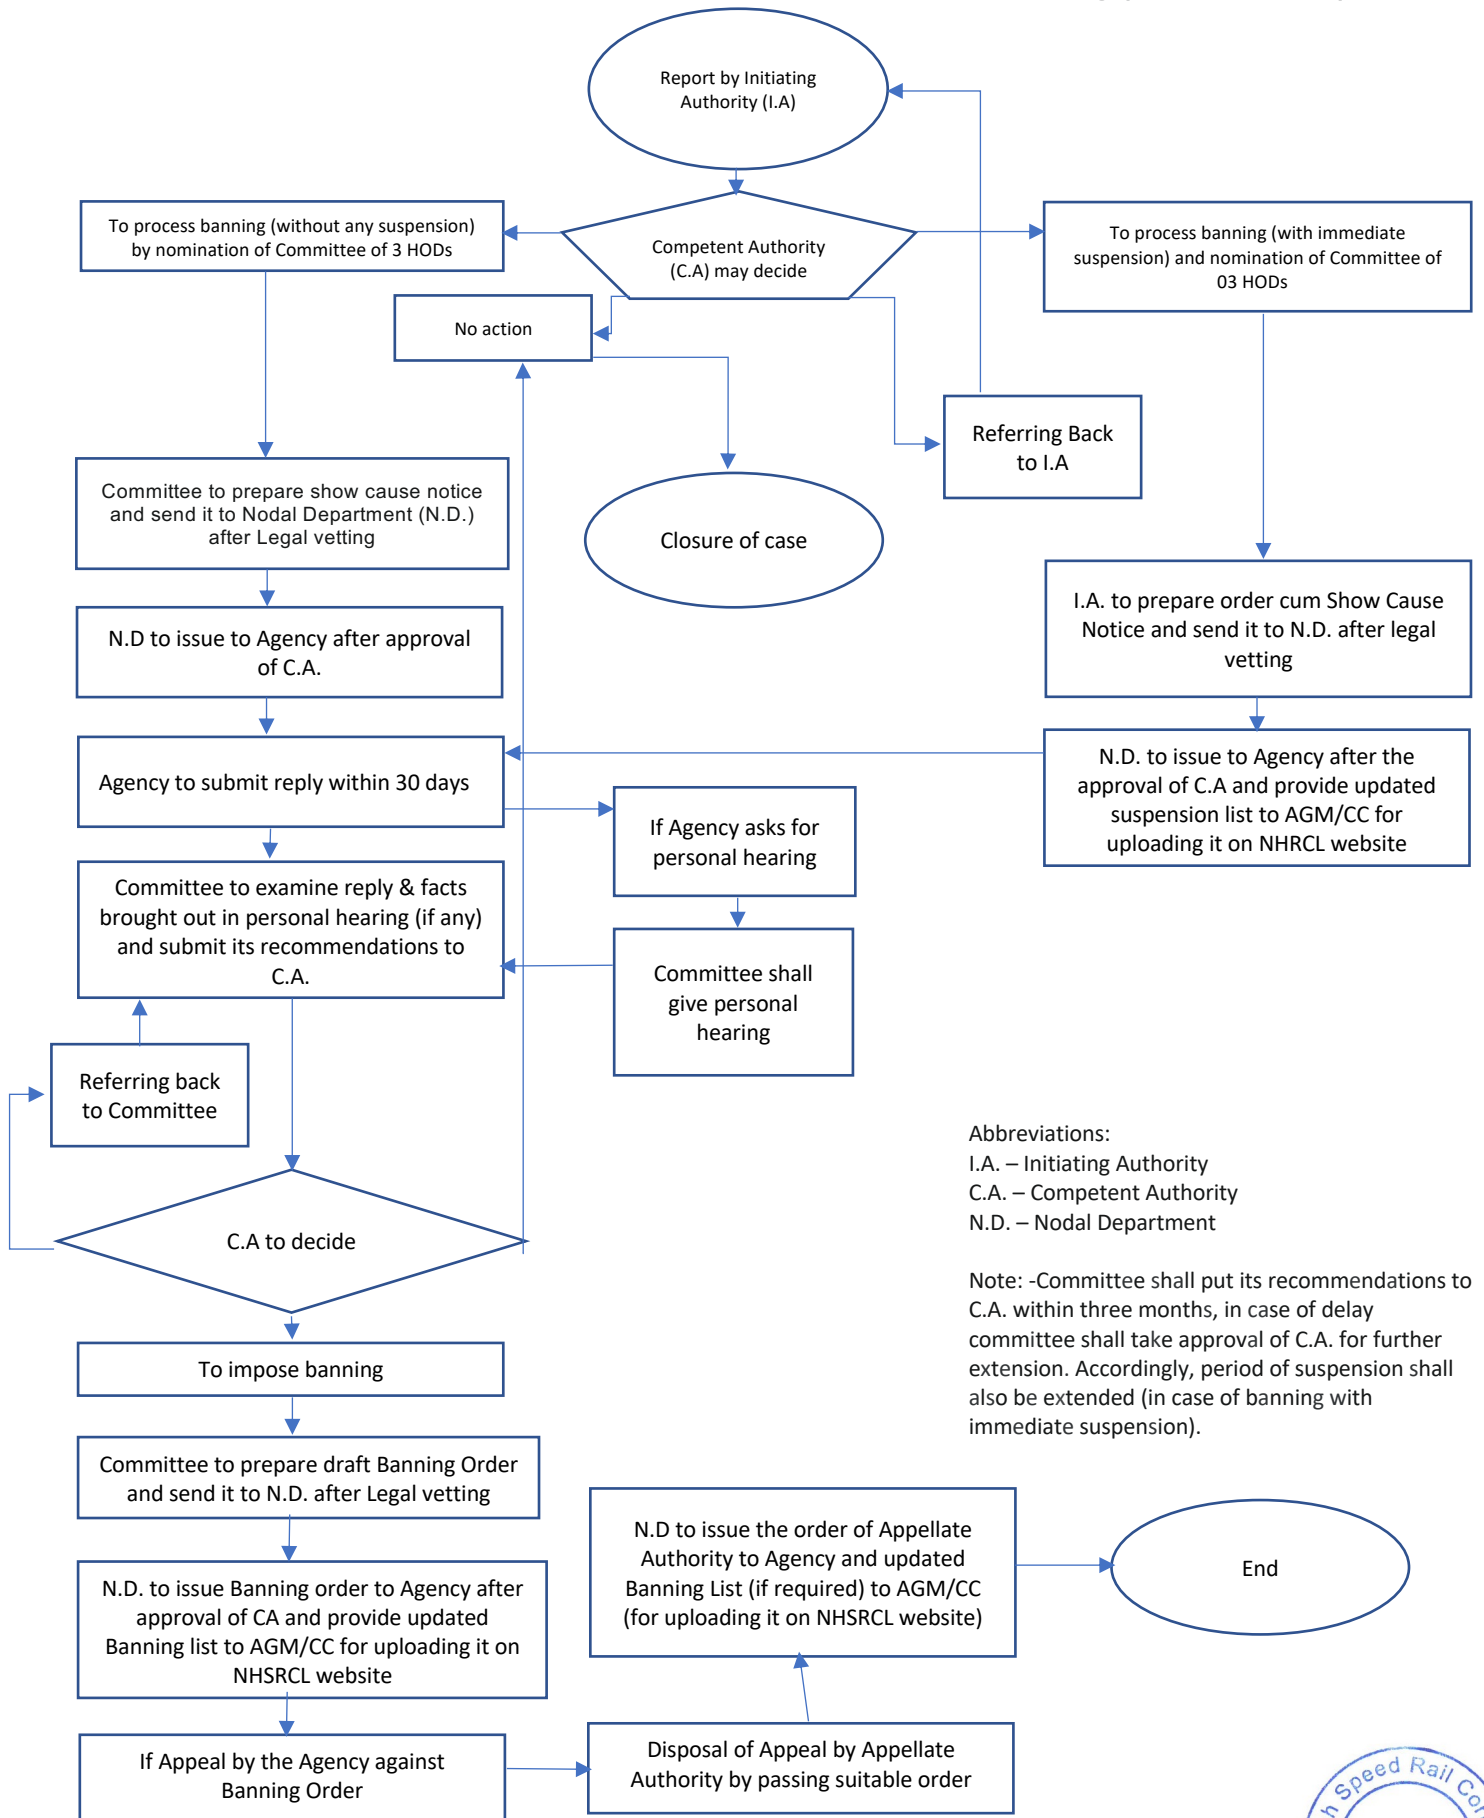 Report by Initiating
Authority (I.A)
To process banning (without any suspension)
by nomination of Committee of 3 HODs
Competent Authority
(C.A) may decide
To process banning (with immediate
suspension) and nomination of Committee of
03 HODs
No action
Referring Back
to I.A
Committee to prepare show cause notice
and send it to Nodal Department (N.D.)
after Legal vetting
Closure of case
I.A. to prepare order cum Show Cause
Notice and send it to N.D. after legal
vetting
N.D to issue to Agency after approval
of C.A.
Agency to submit reply within 30 days
N.D. to issue to Agency after the
approval of C.A and provide updated
suspension list to AGM/CC for
uploading it on NHRCL website
If Agency asks for
personal hearing
Committee to examine reply & facts
brought out in personal hearing (if any)
and submit its recommendations to
C.A.
Committee shall
give personal
hearing
Referring back
to Committee
C.A to decide
Abbreviations:
I.A. – Initiating Authority
C.A. – Competent Authority
N.D. – Nodal Department
Note: -Committee shall put its recommendations to
C.A. within three months, in case of delay
committee shall take approval of C.A. for further
extension. Accordingly, period of suspension shall
also be extended (in case of banning with
immediate suspension).
To impose banning
Committee to prepare draft Banning Order
and send it to N.D. after Legal vetting
N.D to issue the order of Appellate
Authority to Agency and updated
Banning List (if required) to AGM/CC
(for uploading it on NHSRCL website)
End
N.D. to issue Banning order to Agency after
approval of CA and provide updated
Banning list to AGM/CC for uploading it on
NHSRCL website
If Appeal by the Agency against
Banning Order
Disposal of Appeal by Appellate
Authority by passing suitable order
Speed Rail